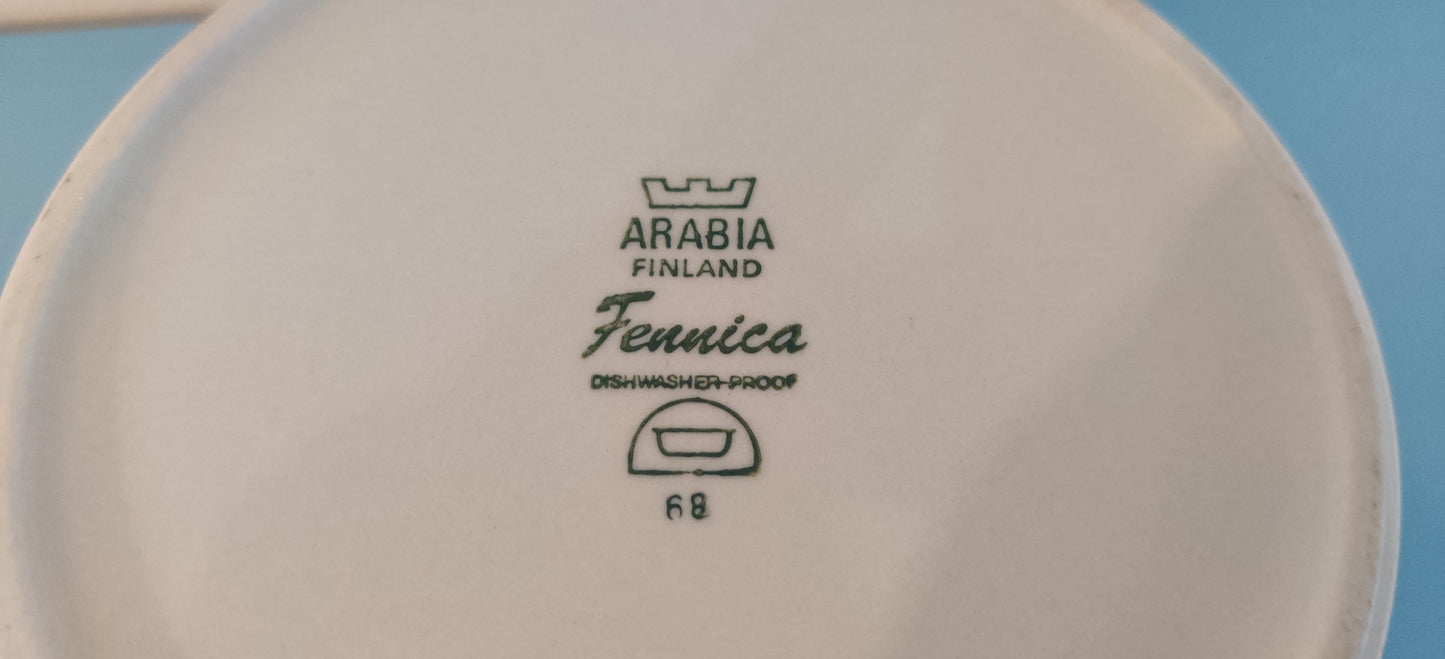 ARABIA
FINLAND
Fennica
DISHWASHER-PROOF
68